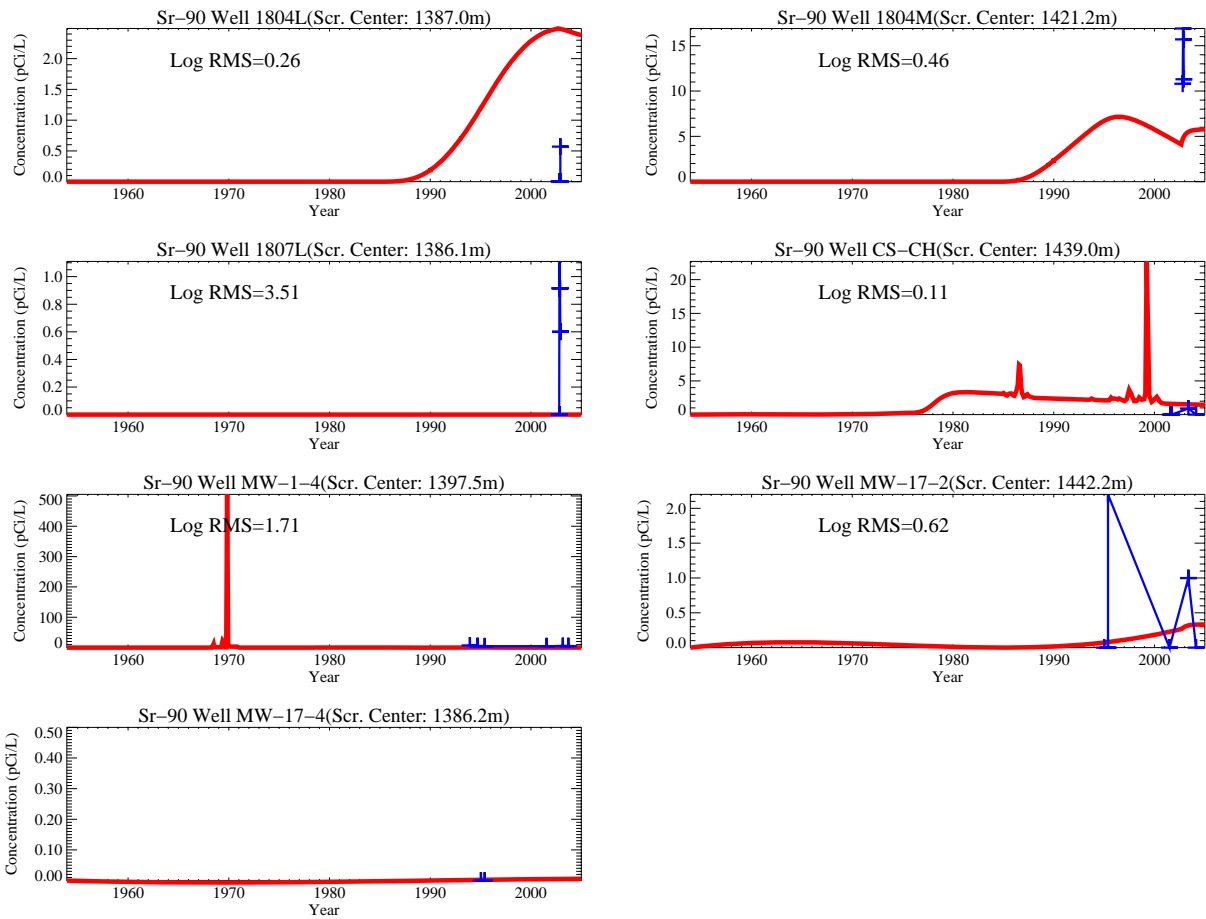 Sr−90 Well 1804L(Scr. Center: 1387.0m)
Log RMS=0.26
Concentration (pCi/L)
2.0
1.5
1.0
0.5
0.0
1960 1970 1980 1990 2000
Year
Sr−90 Well 1804M(Scr. Center: 1421.2m)
Log RMS=0.46
Concentration (pCi/L)
15
10
5
0
1960 1970 1980 1990 2000
Year
Sr−90 Well 1807L(Scr. Center: 1386.1m)
Log RMS=3.51
Concentration (pCi/L)
1.0
0.8
0.6
0.4
0.2
0.0
1960 1970 1980 1990 2000
Year
Sr−90 Well CS−CH(Scr. Center: 1439.0m)
Log RMS=0.11
Concentration (pCi/L)
20
15
10
5
0
1960 1970 1980 1990 2000
Year
Sr−90 Well MW−1−4(Scr. Center: 1397.5m)
Log RMS=1.71
Concentration (pCi/L)
500
400
300
200
100
0
1960 1970 1980 1990 2000
Year
Sr−90 Well MW−17−2(Scr. Center: 1442.2m)
Log RMS=0.62
Concentration (pCi/L)
2.0
1.5
1.0
0.5
0.0
1960 1970 1980 1990 2000
Year
Sr−90 Well MW−17−4(Scr. Center: 1386.2m)
Concentration (pCi/L)
0.50
0.40
0.30
0.20
0.10
0.00
1960 1970 1980 1990 2000
Year